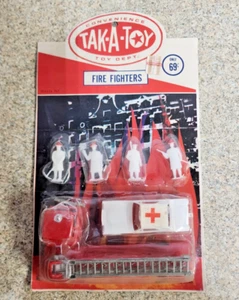 CONVENIENCE
TAK-A-TOY
TOY DEPT.
ONLY
69¢
FIRE FIGHTERS